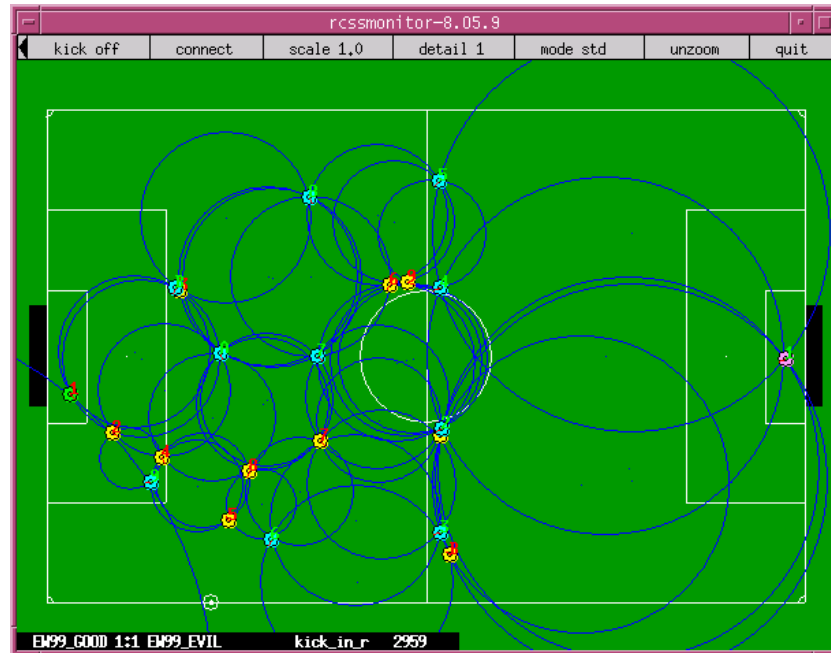 rcssmonitor-8.05.9
kick off connect scale 1.0 detail 1 mode std unzoom quit
EW99_GOOD 1:1 EW99_EVIL kick_in_r 2959